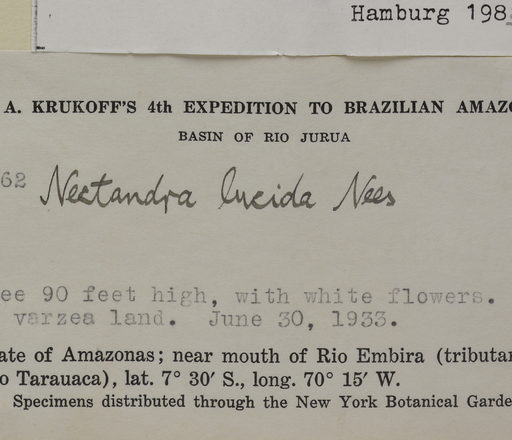 Hamburg 198
A. KRUKOFF'S 4th EXPEDITION TO BRAZILIAN AMAZO
BASIN OF RIO JURUA
62 Nectandra lucida Nees
ee 90 feet high, with white flowers.
varzea land. June 30, 1933.
ate of Amazonas; near mouth of Rio Embira (tributar
o Tarauaca), lat. 7° 30′ S., long. 70° 15′ W.
Specimens distributed through the New York Botanical Garde